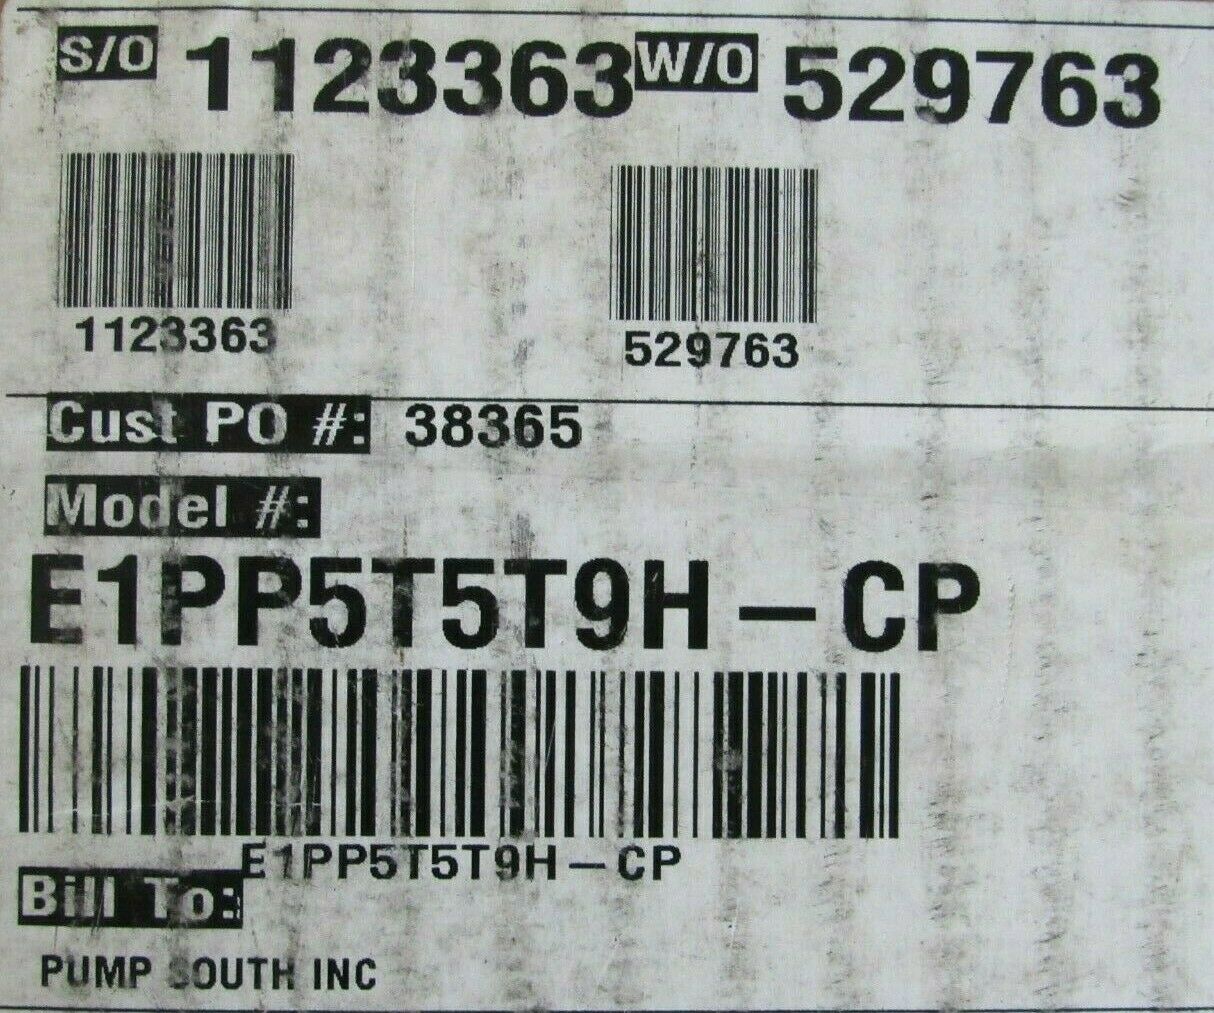 S/O 1123363 W/O 529763
1123363 529763
Cust PO #: 38365
Model #:
E1PP5T5T9H-CP
E1PP5T5T9H-CP
Bill To:
PUMP SOUTH INC